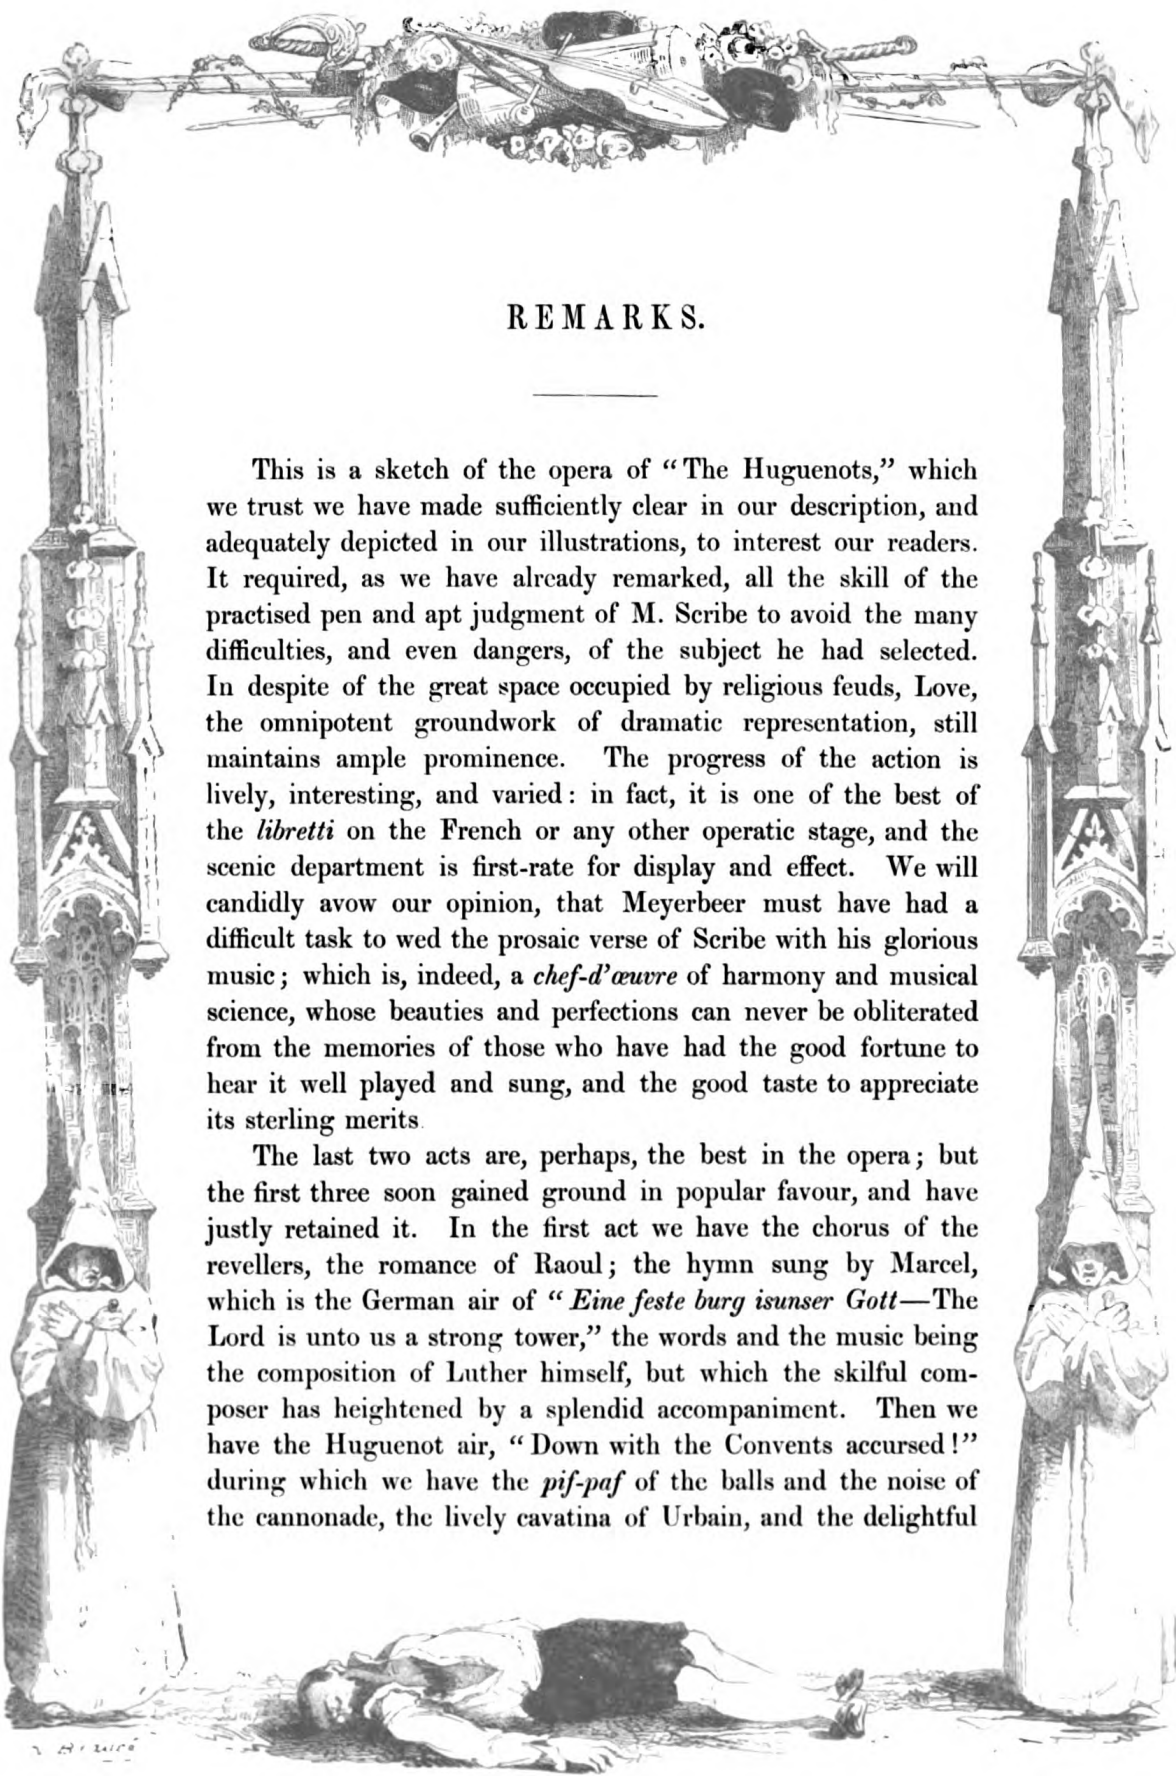 REMARKS.
This is a sketch of the opera of “The Huguenots,” which
we trust we have made sufficiently clear in our description, and
adequately depicted in our illustrations, to interest our readers.
It required, as we have already remarked, all the skill of the
practised pen and apt judgment of M. Scribe to avoid the many
difficulties, and even dangers, of the subject he had selected.
In despite of the great space occupied by religious feuds, Love,
the omnipotent groundwork of dramatic representation, still
maintains ample prominence. The progress of the action is
lively, interesting, and varied: in fact, it is one of the best of
the libretti on the French or any other operatic stage, and the
scenic department is first-rate for display and effect. We will
candidly avow our opinion, that Meyerbeer must have had a
difficult task to wed the prosaic verse of Scribe with his glorious
music; which is, indeed, a chef-d’œuvre of harmony and musical
science, whose beauties and perfections can never be obliterated
from the memories of those who have had the good fortune to
hear it well played and sung, and the good taste to appreciate
its sterling merits.
The last two acts are, perhaps, the best in the opera; but
the first three soon gained ground in popular favour, and have
justly retained it. In the first act we have the chorus of the
revellers, the romance of Raoul; the hymn sung by Marcel,
which is the German air of “Eine feste burg isunser Gott—The
Lord is unto us a strong tower,” the words and the music being
the composition of Luther himself, but which the skilful com-
poser has heightened by a splendid accompaniment. Then we
have the Huguenot air, “Down with the Convents accursed!”
during which we have the pif-paf of the balls and the noise of
the cannonade, the lively cavatina of Urbain, and the delightful